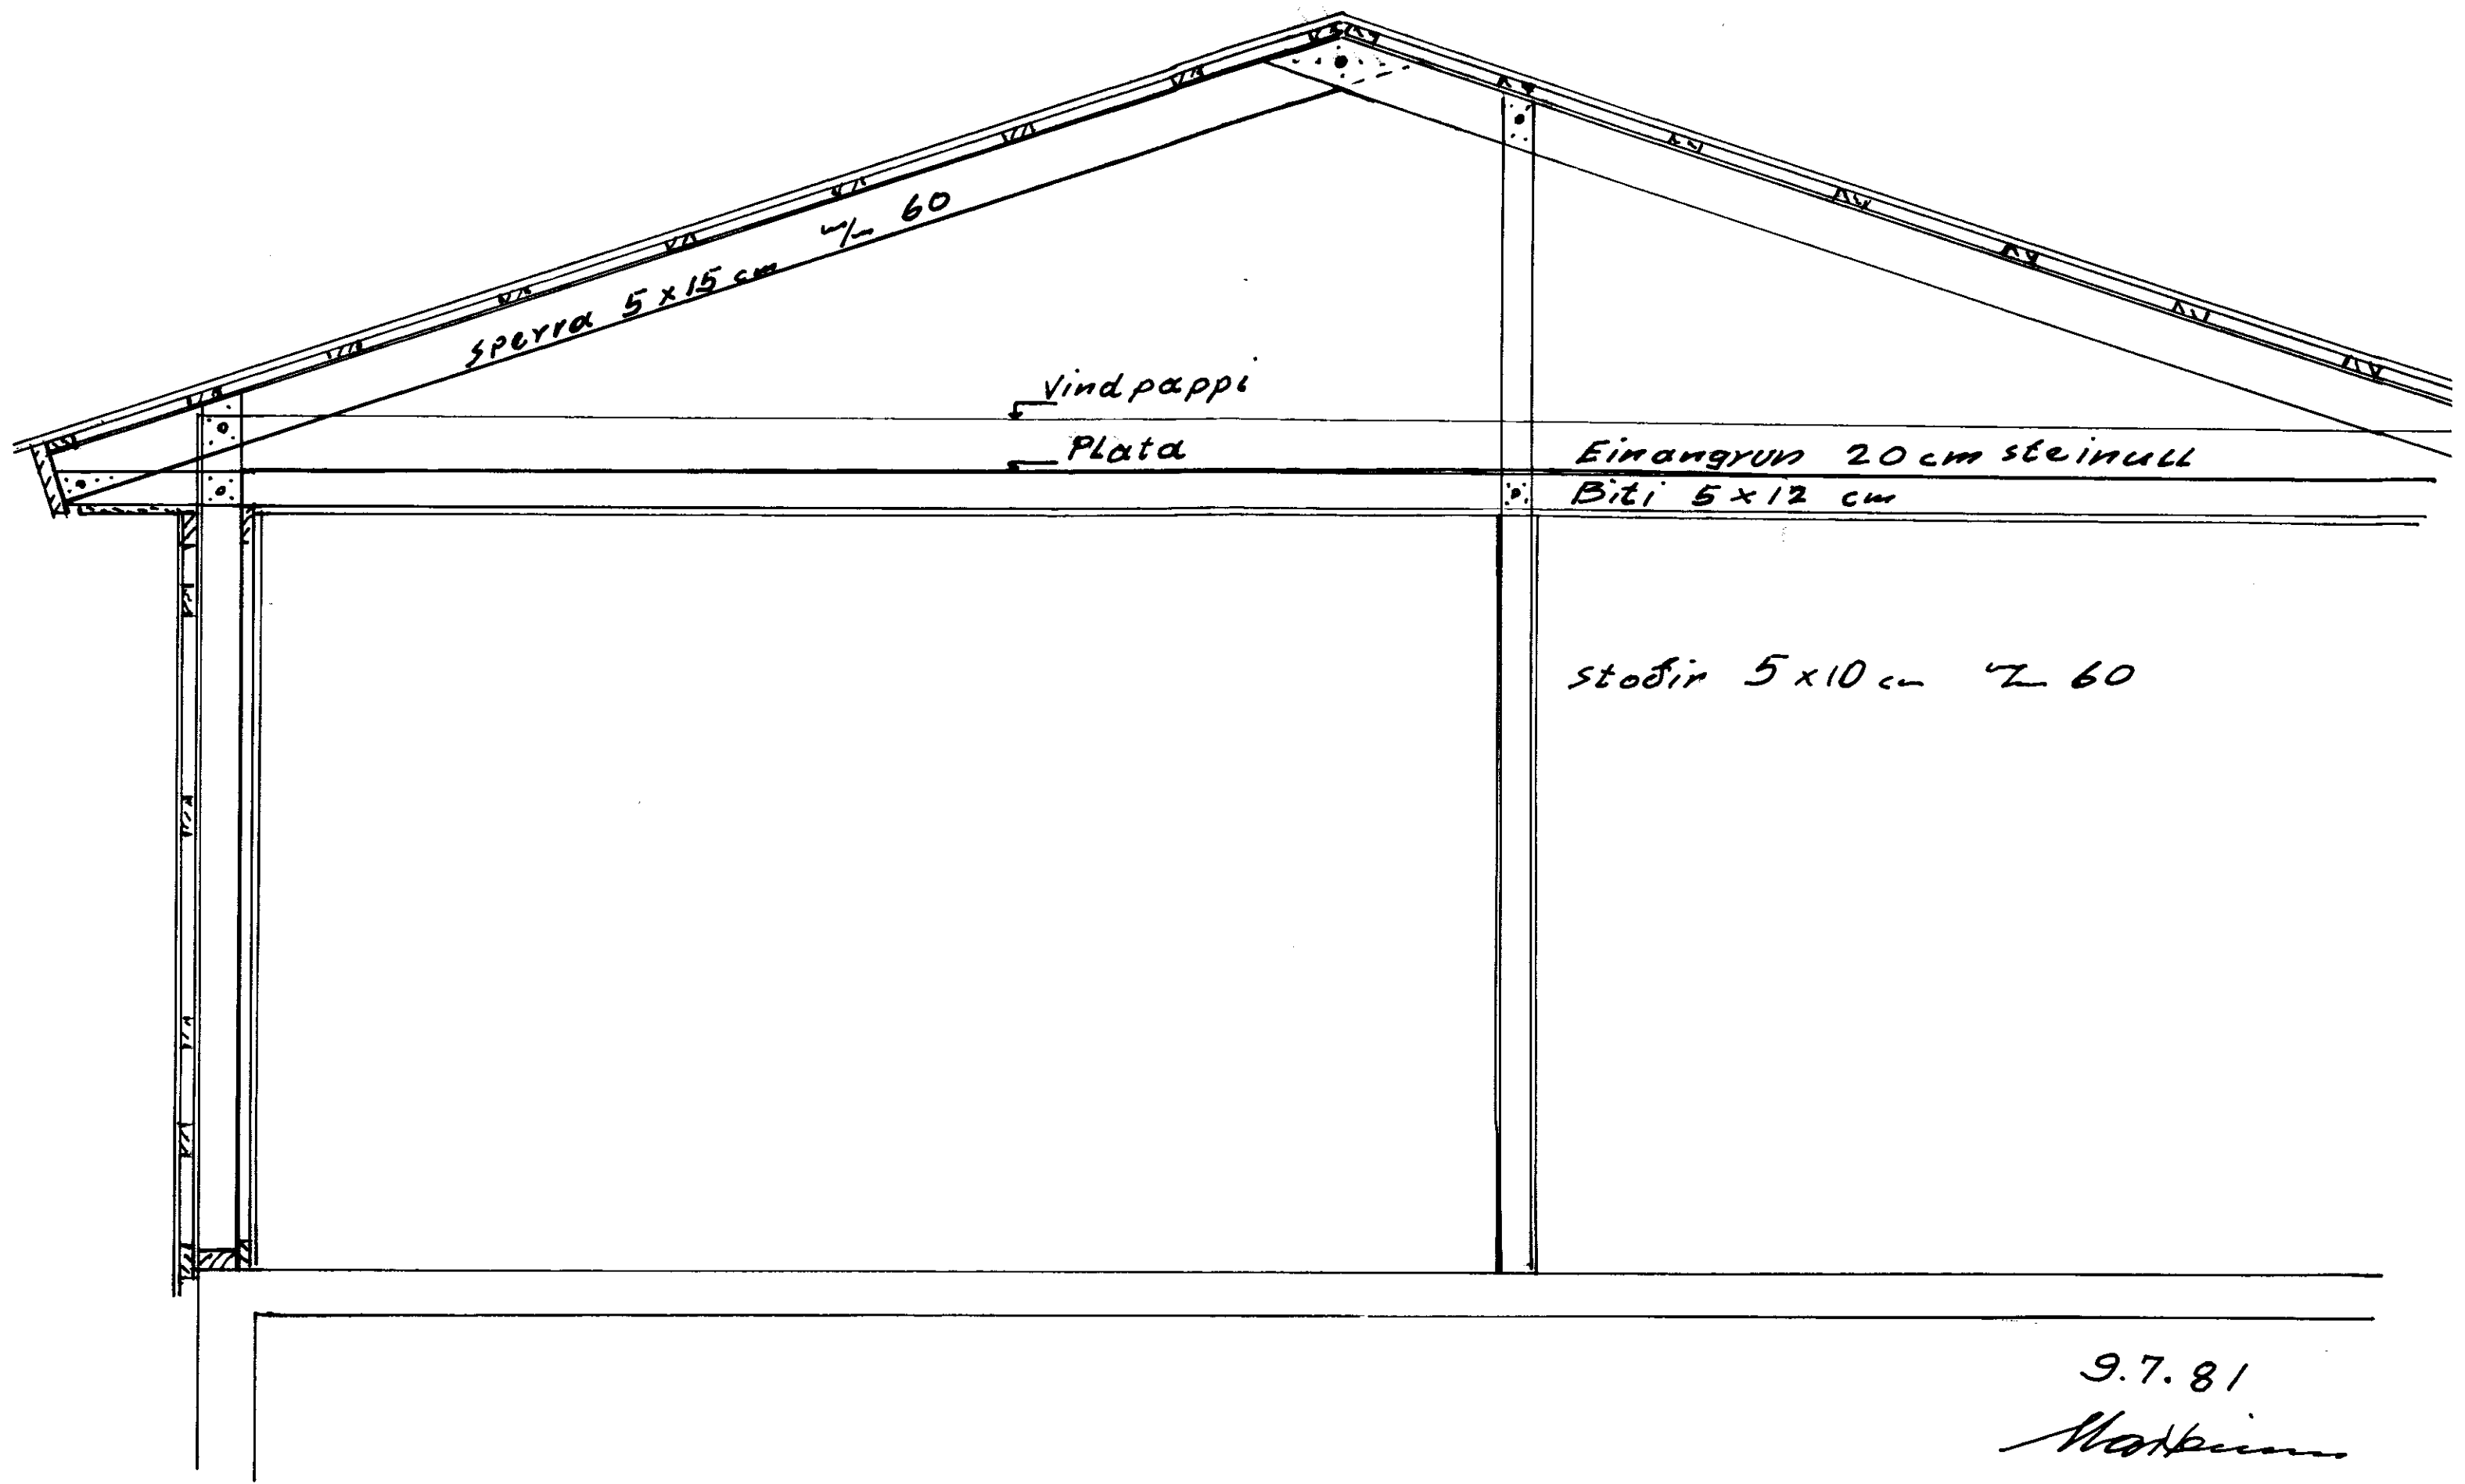 sperra 5 x 15 cm m/m 60
Vindpappi
Plata
Einangrun 20 cm steinull
Biti 5 x 12 cm
stoðir 5 x 10 cm m/m 60
9.7.81